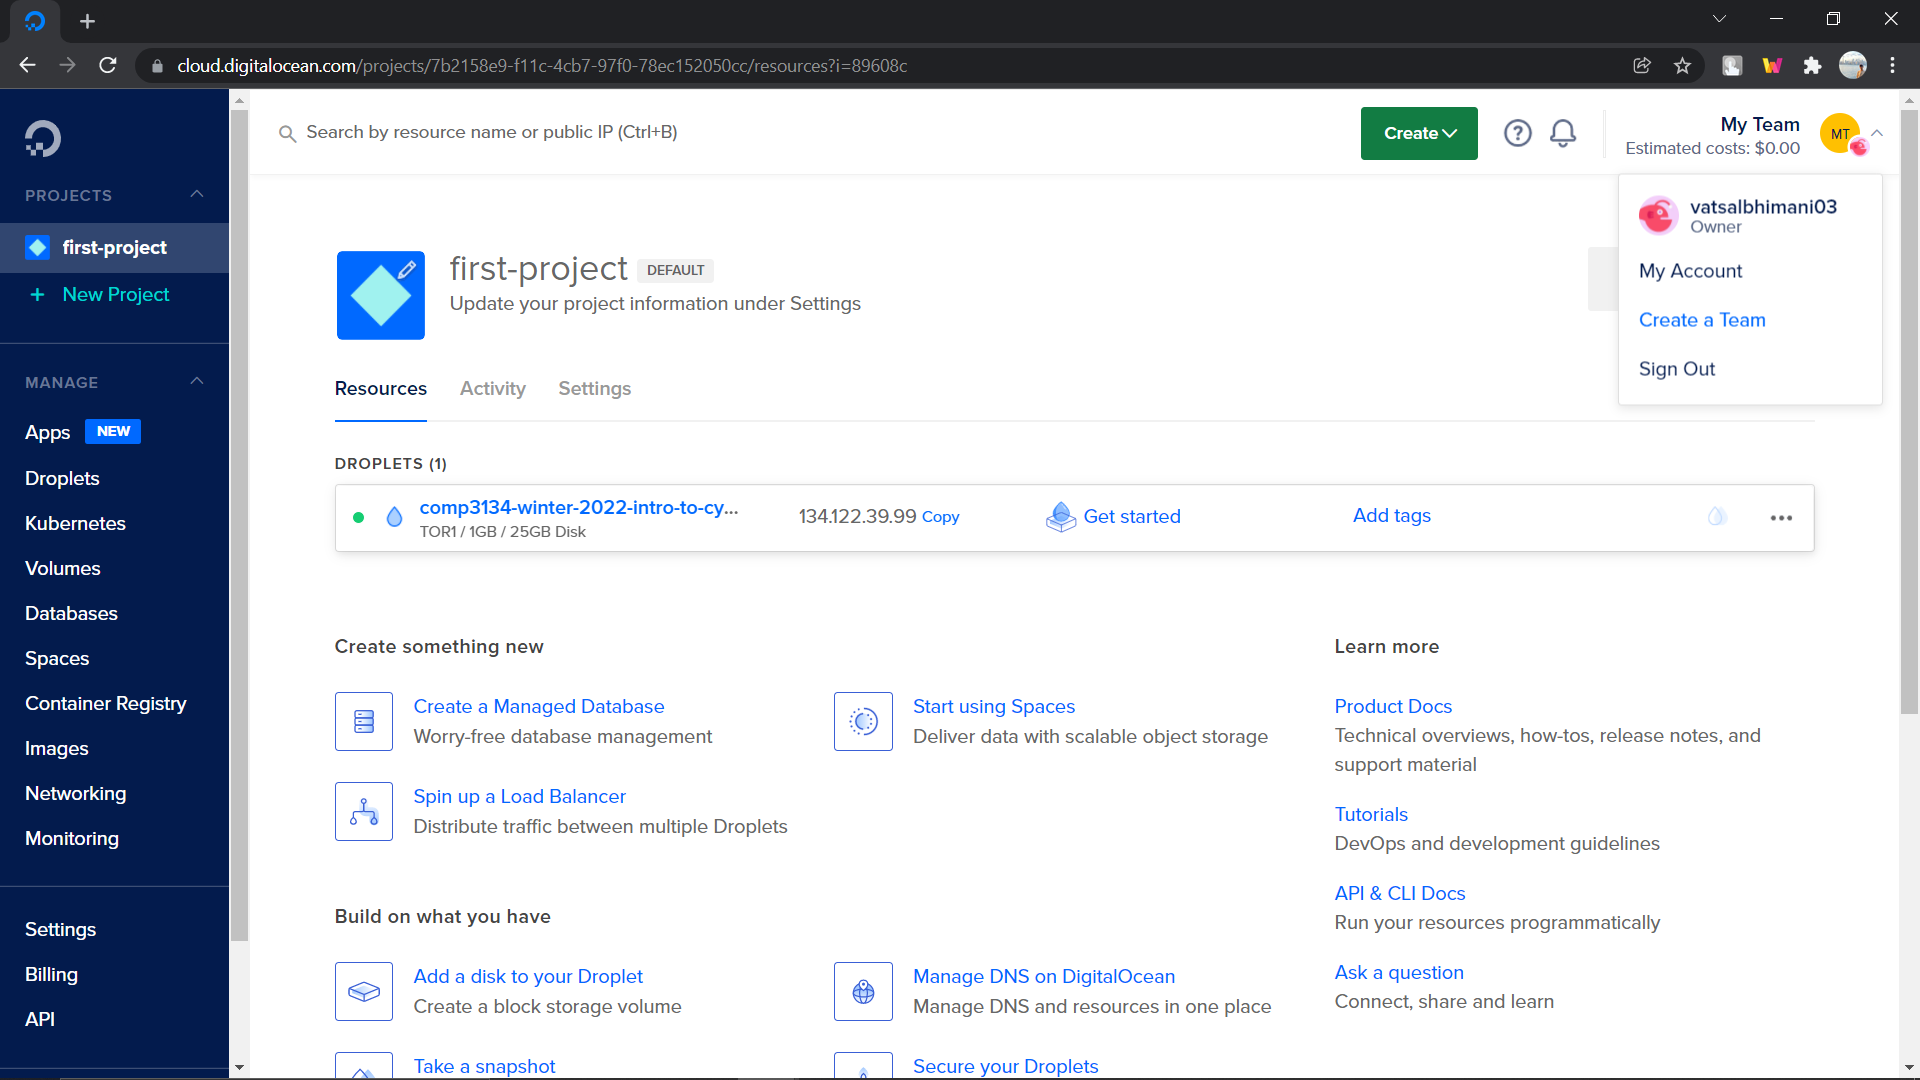 cloud.digitalocean.com/projects/7b2158e9-f11c-4cb7-97f0-78ec152050cc/resources?i=89608c
Search by resource name or public IP (Ctrl+B)
Create
My Team
Estimated costs: $0.00
MT
PROJECTS
first-project
New Project
MANAGE
Apps NEW
Droplets
Kubernetes
Volumes
Databases
Spaces
Container Registry
Images
Networking
Monitoring
Settings
Billing
API
vatsalbhimani03
Owner
My Account
Create a Team
Sign Out
first-project DEFAULT
Update your project information under Settings
Resources Activity Settings
DROPLETS (1)
comp3134-winter-2022-intro-to-cy...
TOR1 / 1GB / 25GB Disk
134.122.39.99 Copy
Get started
Add tags
Create something new
Create a Managed Database
Worry-free database management
Start using Spaces
Deliver data with scalable object storage
Spin up a Load Balancer
Distribute traffic between multiple Droplets
Build on what you have
Add a disk to your Droplet
Create a block storage volume
Manage DNS on DigitalOcean
Manage DNS and resources in one place
Take a snapshot
Secure your Droplets
Learn more
Product Docs
Technical overviews, how-tos, release notes, and
support material
Tutorials
DevOps and development guidelines
API & CLI Docs
Run your resources programmatically
Ask a question
Connect, share and learn